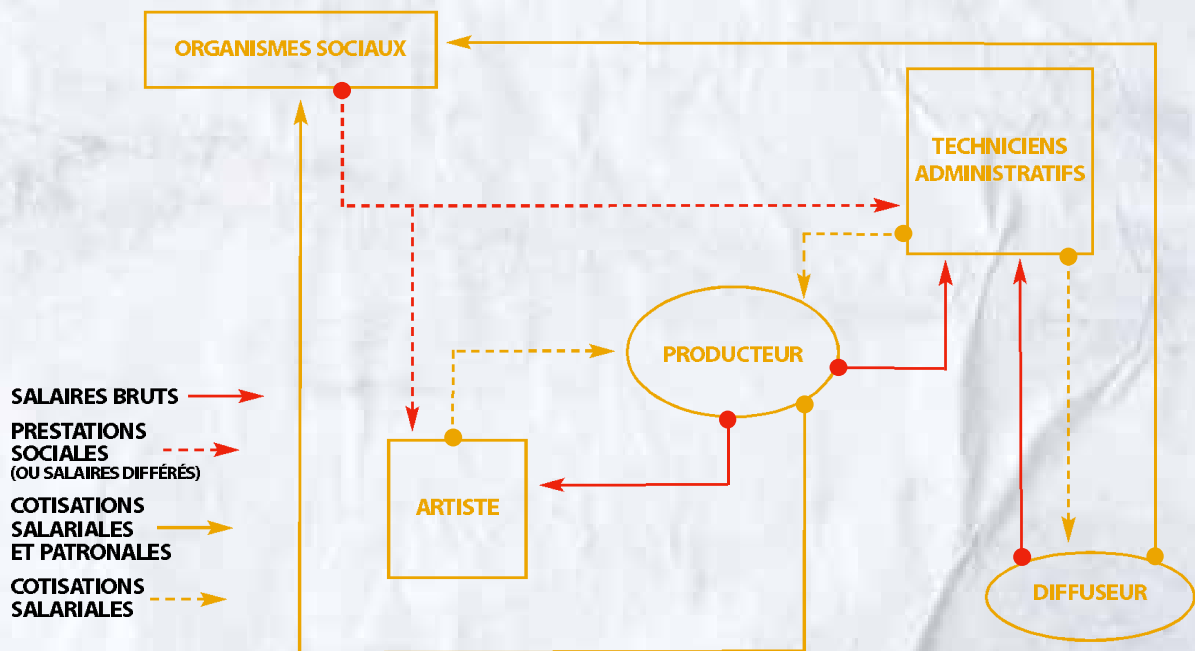 ORGANISMES SOCIAUX
TECHNICIENS
ADMINISTRATIFS
PRODUCTEUR
SALAIRES BRUTS
PRESTATIONS
SOCIALES
(OU SALAIRES DIFFÉRÉS)
COTISATIONS
SALARIALES
ET PATRONALES
COTISATIONS
SALARIALES
ARTISTE
DIFFUSEUR